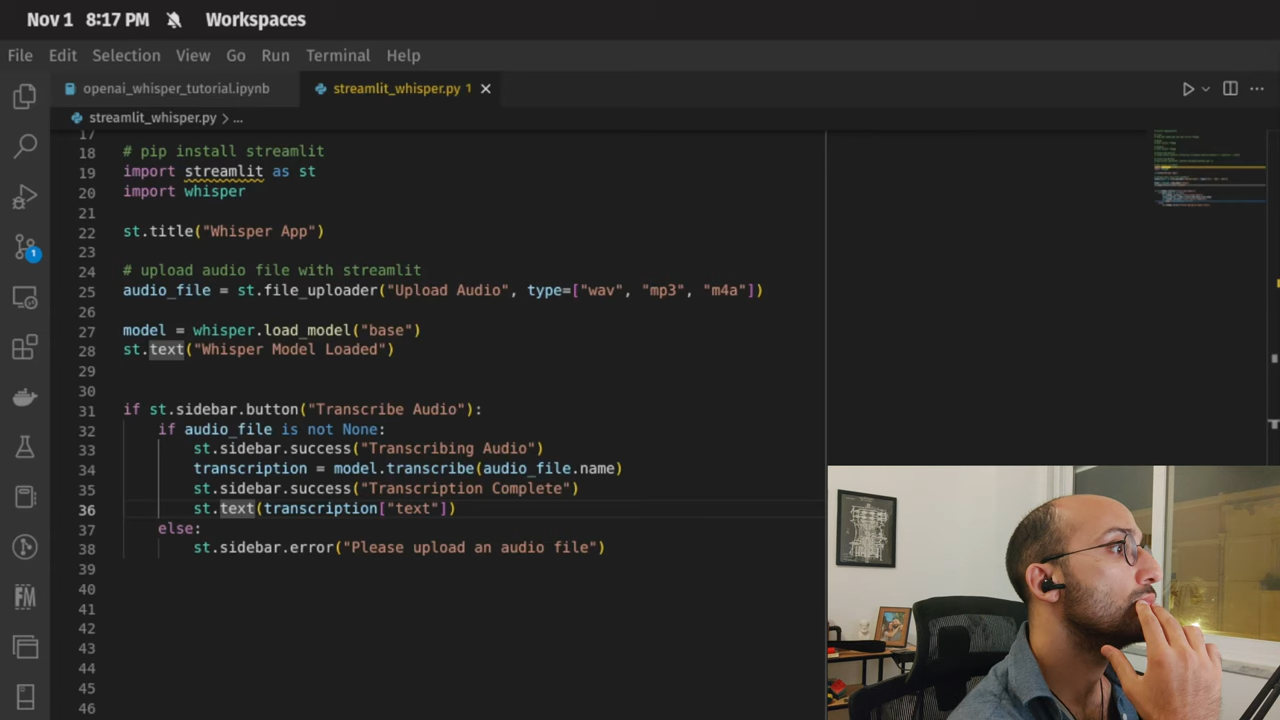 Nov 1 8:17 PM Workspaces
File Edit Selection View Go Run Terminal Help
openai_whisper_tutorial.ipynb streamlit_whisper.py 1
streamlit_whisper.py > ...
17
18 # pip install streamlit
19 import streamlit as st
20 import whisper
21
22 st.title("Whisper App")
23
24 # upload audio file with streamlit
25 audio_file = st.file_uploader("Upload Audio", type=["wav", "mp3", "m4a"])
26
27 model = whisper.load_model("base")
28 st.text("Whisper Model Loaded")
29
30
31 if st.sidebar.button("Transcribe Audio"):
32 if audio_file is not None:
33 st.sidebar.success("Transcribing Audio")
34 transcription = model.transcribe(audio_file.name)
35 st.sidebar.success("Transcription Complete")
36 st.text(transcription["text"])
37 else:
38 st.sidebar.error("Please upload an audio file")
39
40
41
42
43
44
45
46
1
FM